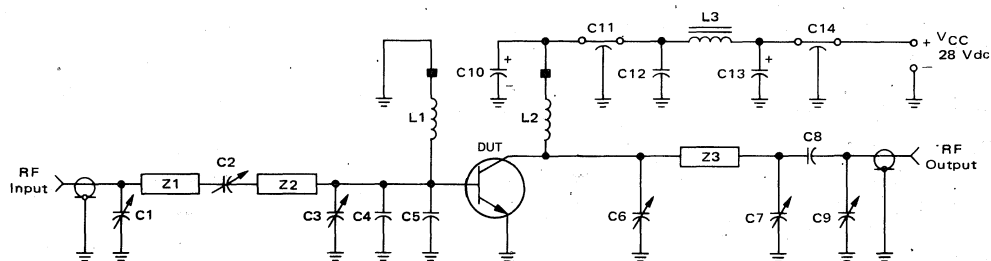 L3
C11
C14
+ VCC
28 Vdc
−
C10
+
−
C12
C13
+
L1
L2
DUT
C8
RF
Input
C2
Z1
Z2
Z3
RF
Output
C1
C3
C4
C5
C6
C7
C9